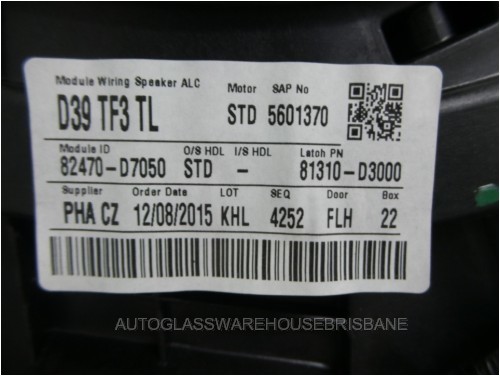 Module Wiring Speaker ALC Motor SAP No
D39 TF3 TL STD 5601370
Module ID O/S HDL I/S HDL Latch PN
82470-D7050 STD - 81310-D3000
Supplier Order Date LOT SEQ Door Box
PHA CZ 12/08/2015 KHL 4252 FLH 22
AUTOGLASSWAREHOUSEBRISBANE